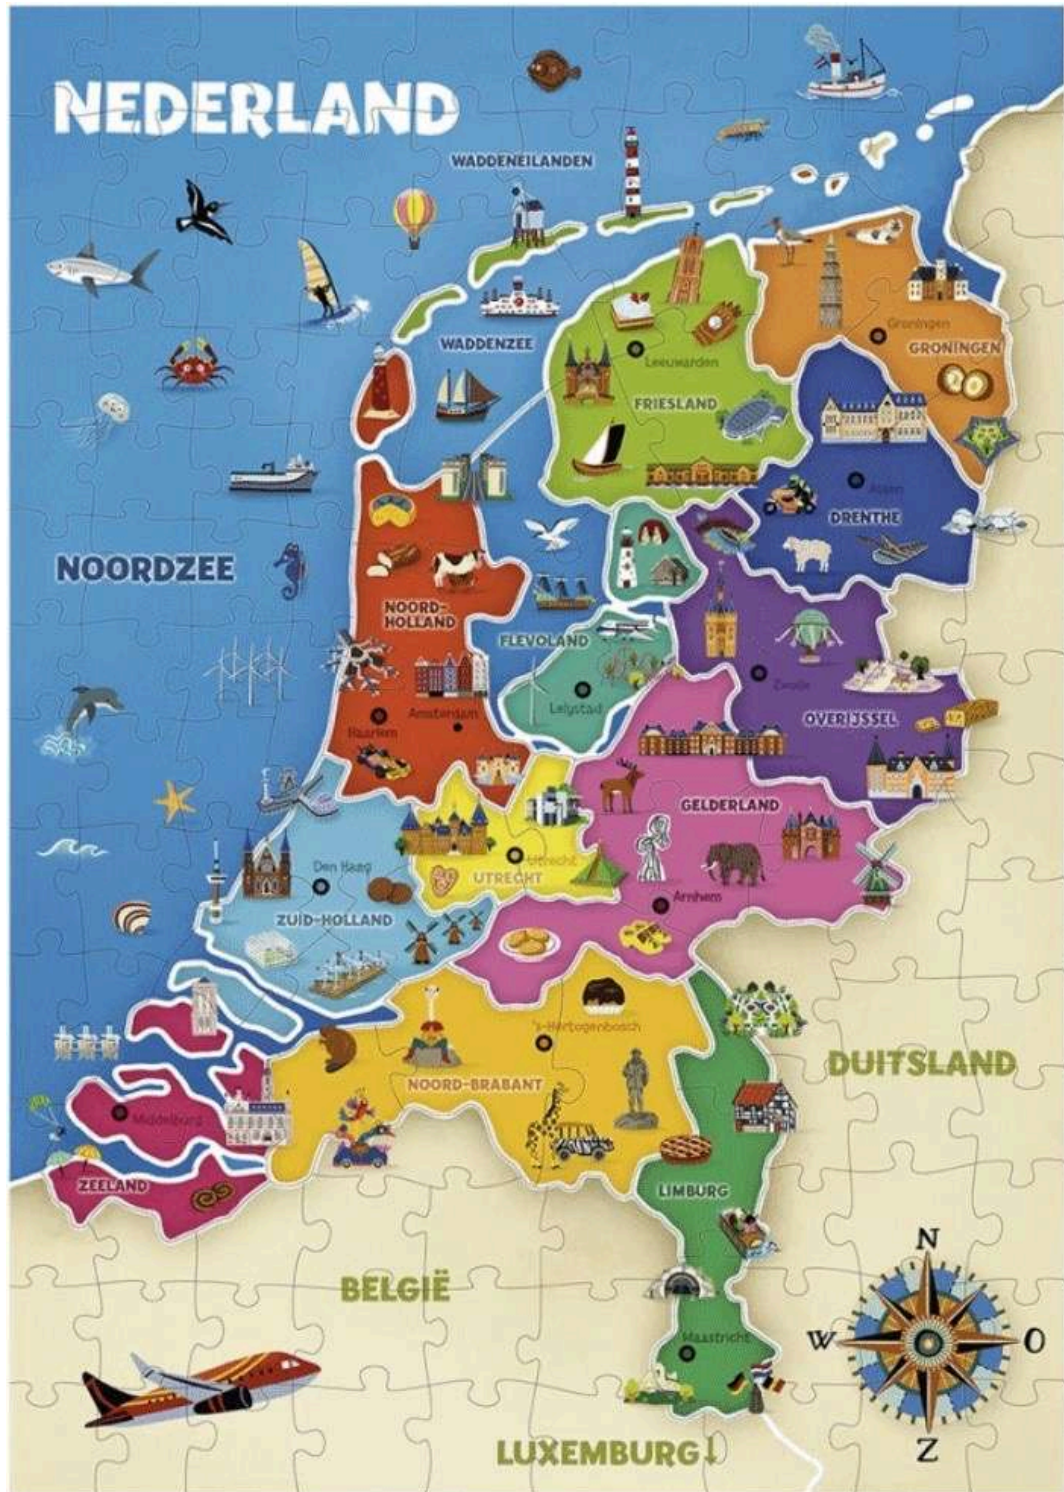 NEDERLAND
WADDENEILANDEN
WADDENZEE
Groningen
GRONINGEN
Leeuwarden
FRIESLAND
Assen
DRENTHE
NOORDZEE
NOORD-
HOLLAND
FLEVOLAND
Lelystad
Zwolle
OVERIJSSEL
Amsterdam
Haarlem
GELDERLAND
Den Haag
Utrecht
UTRECHT
Arnhem
ZUID-HOLLAND
's-Hertogenbosch
NOORD-BRABANT
DUITSLAND
Middelburg
ZEELAND
LIMBURG
BELGIË
Maastricht
N
W
O
Z
LUXEMBURG